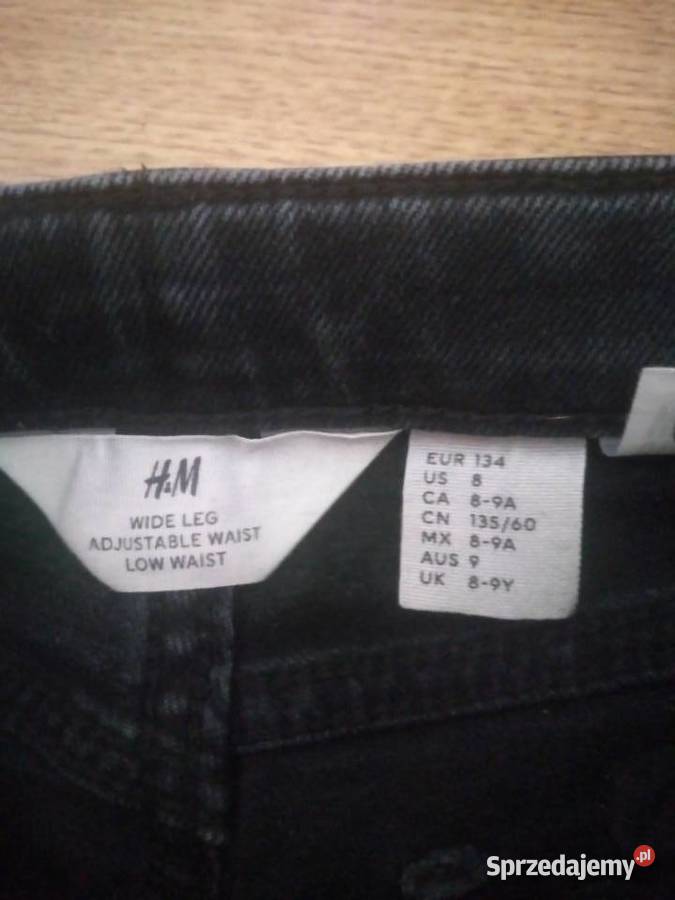 H&M
WIDE LEG
ADJUSTABLE WAIST
LOW WAIST
EUR 134
US 8
CA 8-9A
CN 135/60
MX 8-9A
AUS 9
UK 8-9Y
Sprzedajemy.pl